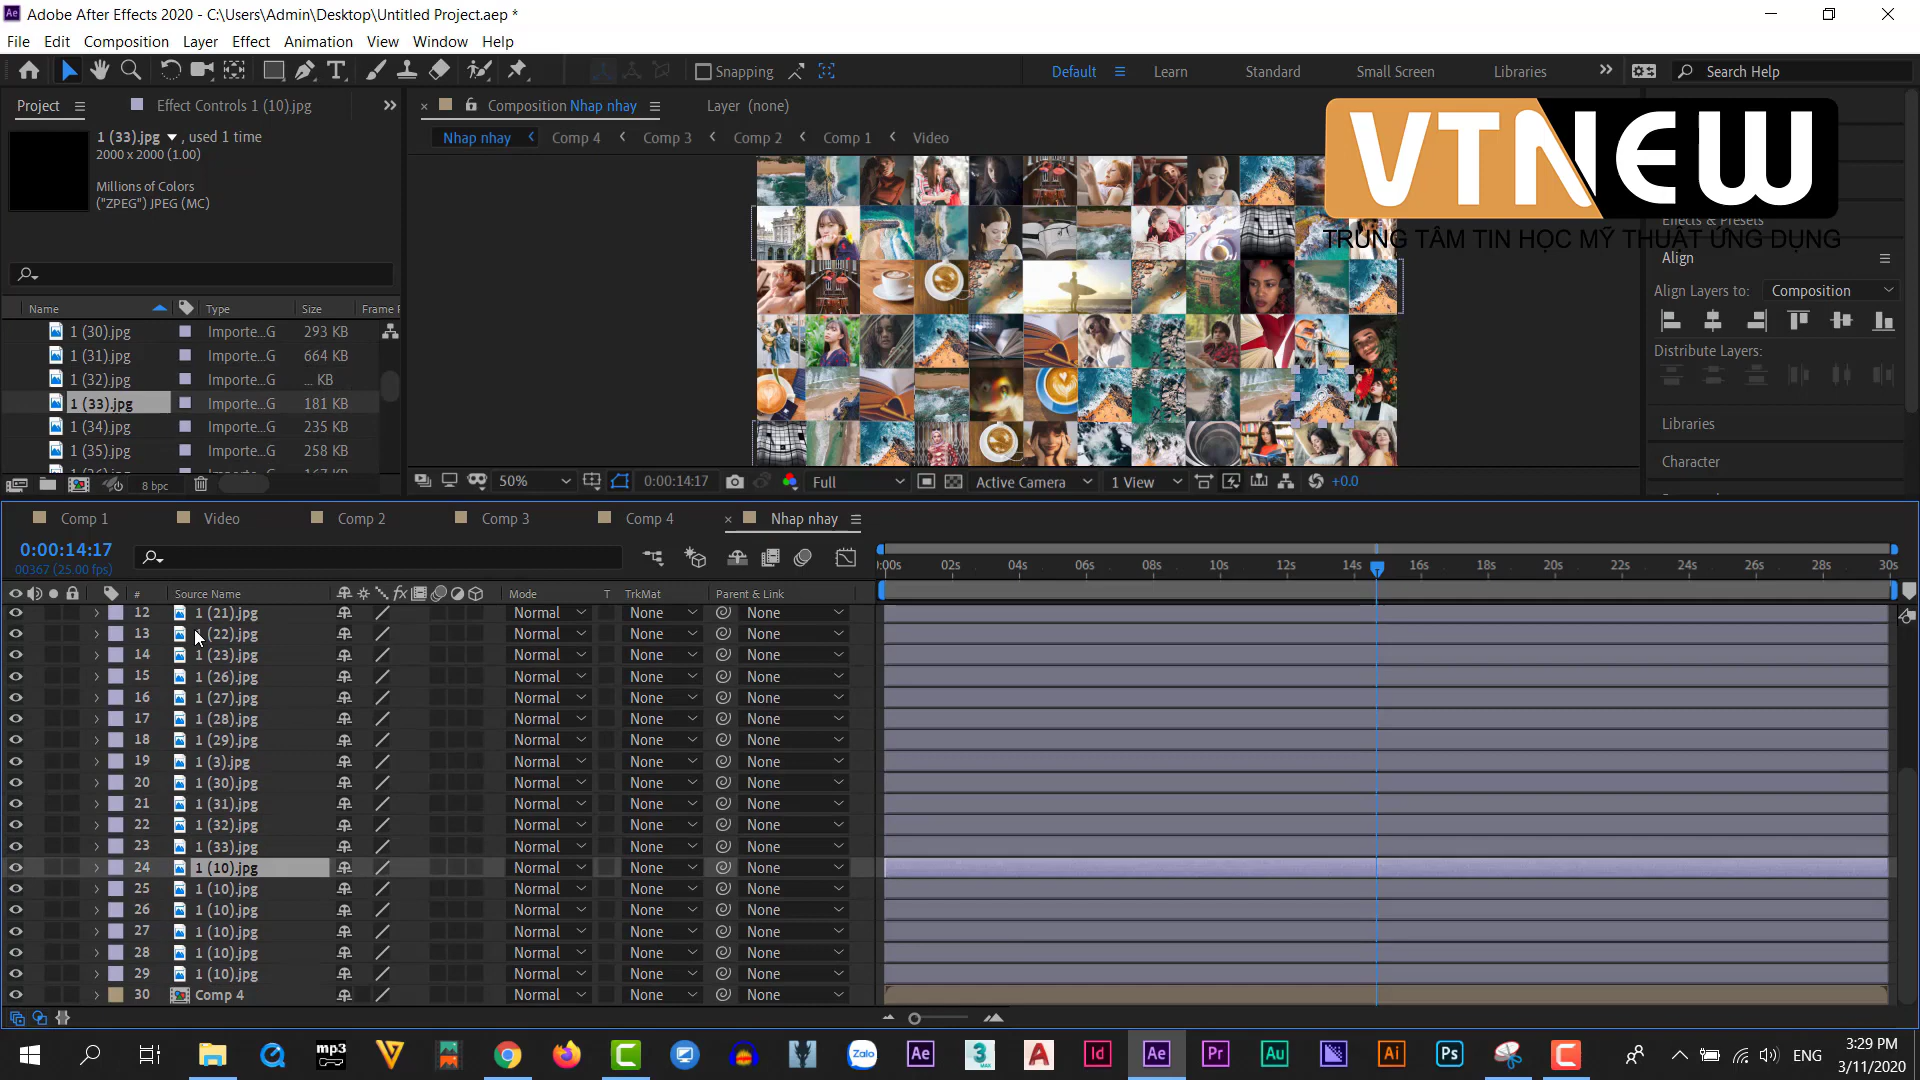 Adobe After Effects 2020 - C:\Users\Admin\Desktop\Untitled Project.aep *
File Edit Composition Layer Effect Animation View Window Help
Snapping
Default Learn Standard Small Screen Libraries Search Help
Project Effect Controls 1 (10).jpg
Composition Nhap nhay Layer (none)
1 (33).jpg , used 1 time
2000 x 2000 (1.00)
Millions of Colors
("ZPEG") JPEG (MC)
Nhap nhay Comp 4 Comp 3 Comp 2 Comp 1 Video
VTNEW
TRUNG TÂM TIN HỌC MỸ THUẬT ỨNG DỤNG
Effects & Presets
Align
Align Layers to: Composition
Distribute Layers:
Libraries
Character
Name Type Size Frame F
1 (30).jpg Importe...G 293 KB
1 (31).jpg Importe...G 664 KB
1 (32).jpg Importe...G ... KB
1 (33).jpg Importe...G 181 KB
1 (34).jpg Importe...G 235 KB
1 (35).jpg Importe...G 258 KB
8 bpc
50% 0:00:14:17 Full Active Camera 1 View +0.0
Comp 1 Video Comp 2 Comp 3 Comp 4 Nhap nhay
0:00:14:17
00367 (25.00 fps)
:00s 02s 04s 06s 08s 10s 12s 14s 16s 18s 20s 22s 24s 26s 28s 30s
# Source Name Mode T TrkMat Parent & Link
12 1 (21).jpg Normal None None
13 1 (22).jpg Normal None None
14 1 (23).jpg Normal None None
15 1 (26).jpg Normal None None
16 1 (27).jpg Normal None None
17 1 (28).jpg Normal None None
18 1 (29).jpg Normal None None
19 1 (3).jpg Normal None None
20 1 (30).jpg Normal None None
21 1 (31).jpg Normal None None
22 1 (32).jpg Normal None None
23 1 (33).jpg Normal None None
24 1 (10).jpg Normal None None
25 1 (10).jpg Normal None None
26 1 (10).jpg Normal None None
27 1 (10).jpg Normal None None
28 1 (10).jpg Normal None None
29 1 (10).jpg Normal None None
30 Comp 4 Normal None None
mp3 Zalo Ae 3 MAX A Id Ae Pr Au Ai Ps ENG
3:29 PM
3/11/2020